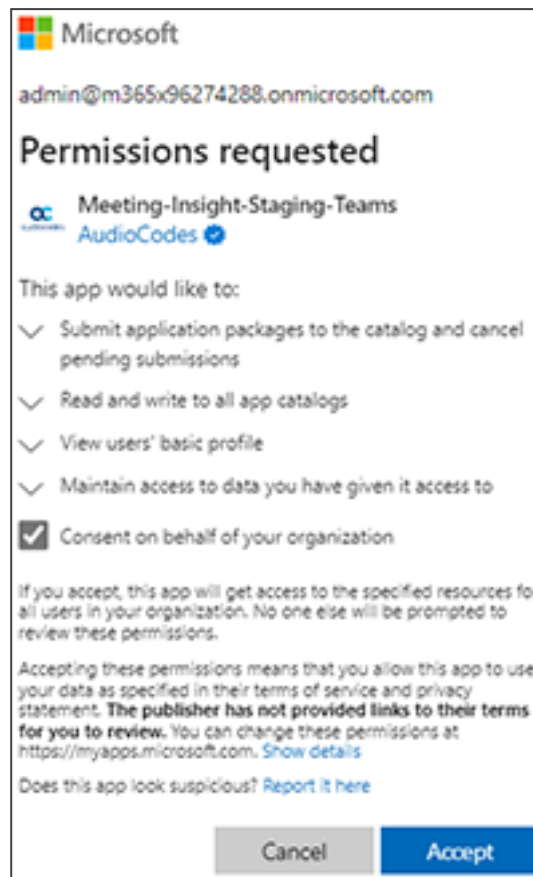 Microsoft
admin@m365x96274288.onmicrosoft.com
Permissions requested
Meeting-Insight-Staging-Teams
AudioCodes
This app would like to:
Submit application packages to the catalog and cancel
pending submissions
Read and write to all app catalogs
View users' basic profile
Maintain access to data you have given it access to
Consent on behalf of your organization
If you accept, this app will get access to the specified resources fo
all users in your organization. No one else will be prompted to
review these permissions.
Accepting these permissions means that you allow this app to use
your data as specified in their terms of service and privacy
statement. The publisher has not provided links to their terms
for you to review. You can change these permissions at
https://myapps.microsoft.com. Show details
Does this app look suspicious? Report it here
Cancel
Accept